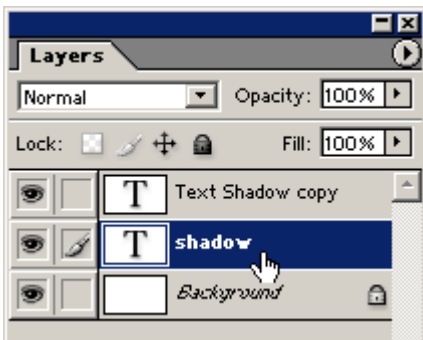 Layers
Normal Opacity: 100%
Lock: Fill: 100%
T Text Shadow copy
T shadow
Background